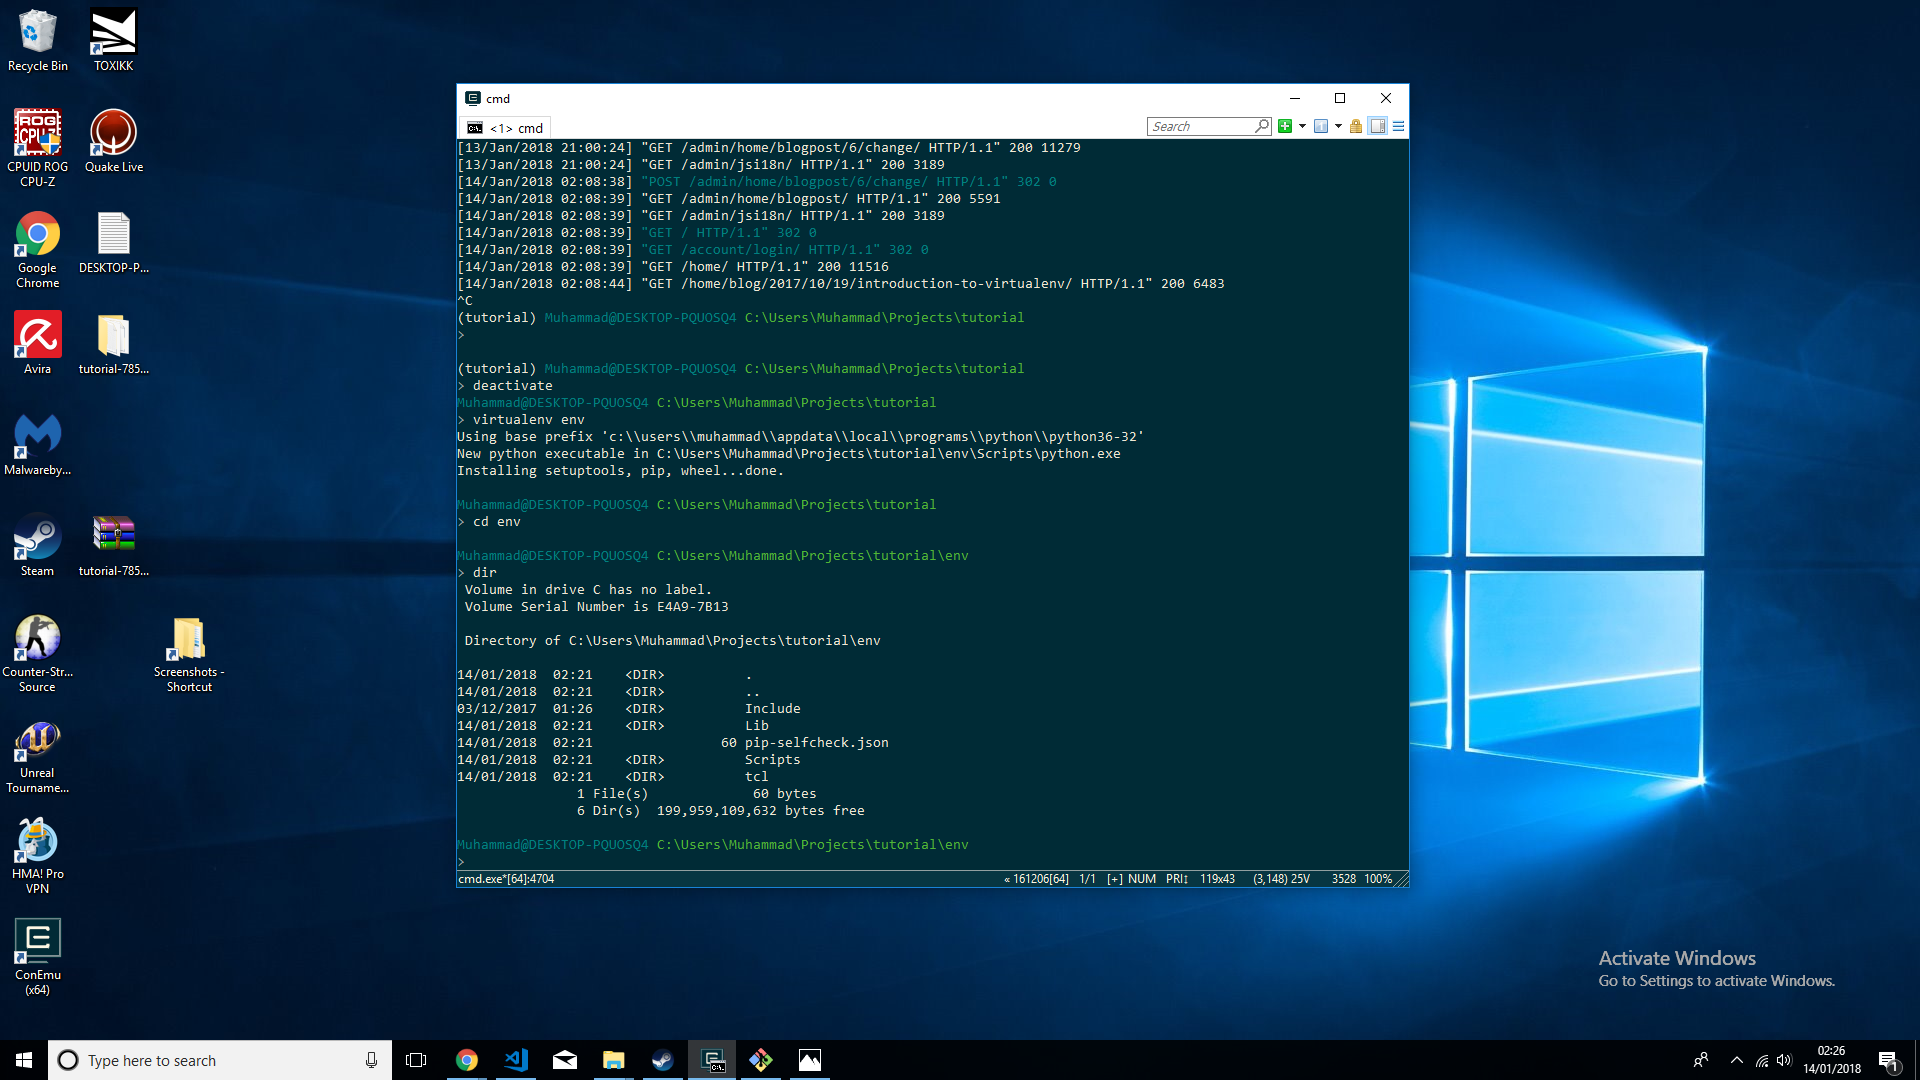 Recycle Bin
TOXIKK
CPUID ROG CPU-Z
Quake Live
Google Chrome
DESKTOP-P...
Avira
tutorial-785...
Malwareby...
Steam
tutorial-785...
Counter-Str... Source
Screenshots - Shortcut
Unreal Tourname...
HMA! Pro VPN
ConEmu (x64)
cmd
<1> cmd
Search
[13/Jan/2018 21:00:24] "GET /admin/home/blogpost/6/change/ HTTP/1.1" 200 11279
[13/Jan/2018 21:00:24] "GET /admin/jsi18n/ HTTP/1.1" 200 3189
[14/Jan/2018 02:08:38] "POST /admin/home/blogpost/6/change/ HTTP/1.1" 302 0
[14/Jan/2018 02:08:39] "GET /admin/home/blogpost/ HTTP/1.1" 200 5591
[14/Jan/2018 02:08:39] "GET /admin/jsi18n/ HTTP/1.1" 200 3189
[14/Jan/2018 02:08:39] "GET / HTTP/1.1" 302 0
[14/Jan/2018 02:08:39] "GET /account/login/ HTTP/1.1" 302 0
[14/Jan/2018 02:08:39] "GET /home/ HTTP/1.1" 200 11516
[14/Jan/2018 02:08:44] "GET /home/blog/2017/10/19/introduction-to-virtualenv/ HTTP/1.1" 200 6483
^C
(tutorial) Muhammad@DESKTOP-PQUOSQ4 C:\Users\Muhammad\Projects\tutorial
>
(tutorial) Muhammad@DESKTOP-PQUOSQ4 C:\Users\Muhammad\Projects\tutorial
> deactivate
Muhammad@DESKTOP-PQUOSQ4 C:\Users\Muhammad\Projects\tutorial
> virtualenv env
Using base prefix 'c:\\users\\muhammad\\appdata\\local\\programs\\python\\python36-32'
New python executable in C:\Users\Muhammad\Projects\tutorial\env\Scripts\python.exe
Installing setuptools, pip, wheel...done.
Muhammad@DESKTOP-PQUOSQ4 C:\Users\Muhammad\Projects\tutorial
> cd env
Muhammad@DESKTOP-PQUOSQ4 C:\Users\Muhammad\Projects\tutorial\env
> dir
Volume in drive C has no label.
Volume Serial Number is E4A9-7B13
Directory of C:\Users\Muhammad\Projects\tutorial\env
14/01/2018 02:21 <DIR> .
14/01/2018 02:21 <DIR> ..
03/12/2017 01:26 <DIR> Include
14/01/2018 02:21 <DIR> Lib
14/01/2018 02:21 60 pip-selfcheck.json
14/01/2018 02:21 <DIR> Scripts
14/01/2018 02:21 <DIR> tcl
1 File(s) 60 bytes
6 Dir(s) 199,959,109,632 bytes free
Muhammad@DESKTOP-PQUOSQ4 C:\Users\Muhammad\Projects\tutorial\env
>
cmd.exe*[64]:4704 « 161206[64] 1/1 [+] NUM PRI↕ 119x43 (3,148) 25V 3528 100%
Activate Windows
Go to Settings to activate Windows.
Type here to search
02:26
14/01/2018
1